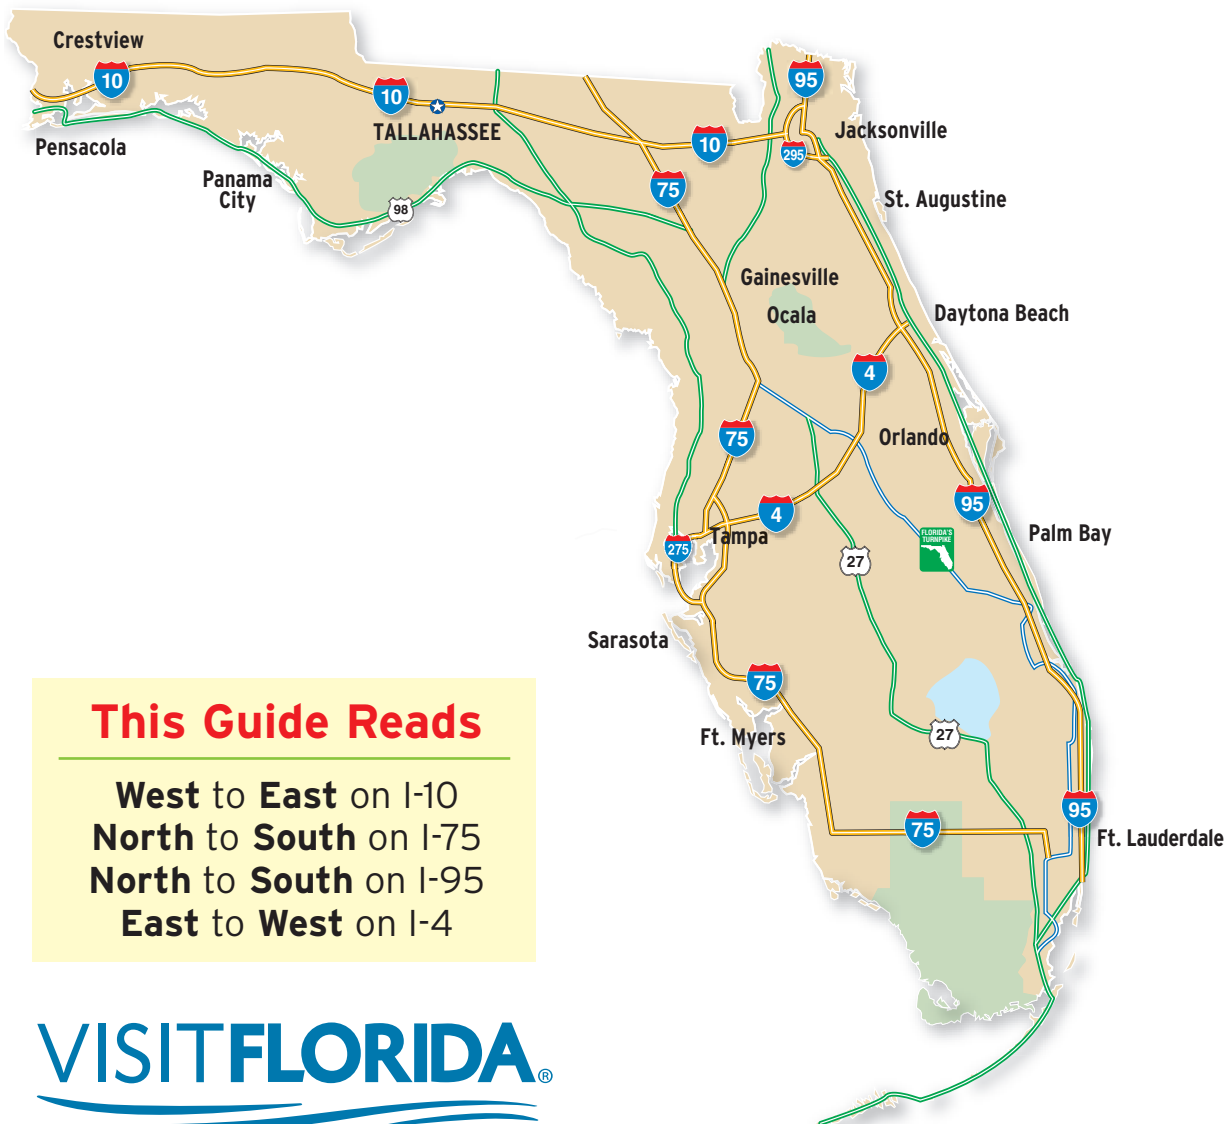 Crestview
10
95
10
TALLAHASSEE
Jacksonville
10
295
Pensacola
Panama
City
75
98
St. Augustine
Gainesville
Ocala
Daytona Beach
4
75
Orlando
95
4
Tampa
275
FLORIDA'S
TURNPIKE
27
Palm Bay
Sarasota
75
Ft. Myers
27
95
75
Ft. Lauderdale
This Guide Reads
West to East on I-10
North to South on I-75
North to South on I-95
East to West on I-4
VISITFLORIDA®